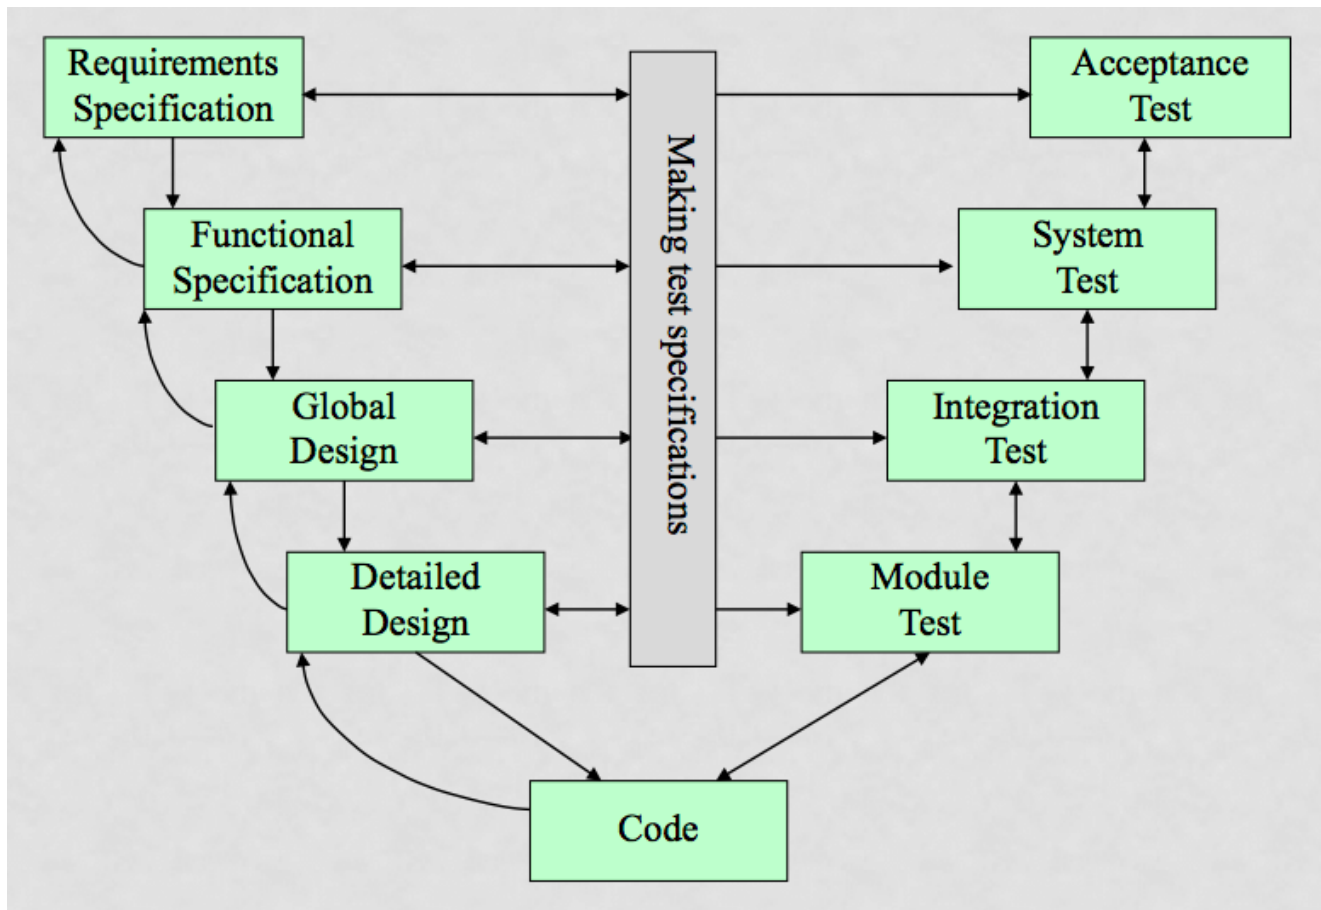 Requirements
Specification
Acceptance
Test
Making test specifications
Functional
Specification
System
Test
Global
Design
Integration
Test
Detailed
Design
Module
Test
Code